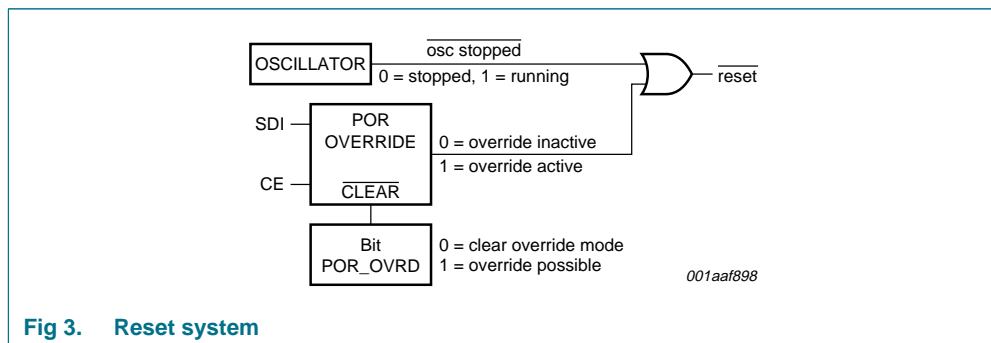 osc stopped
OSCILLATOR
0 = stopped, 1 = running
reset
SDI
POR
OVERRIDE
0 = override inactive
1 = override active
CE
CLEAR
Bit
POR_OVRD
0 = clear override mode
1 = override possible
001aaf898
Fig 3. Reset system